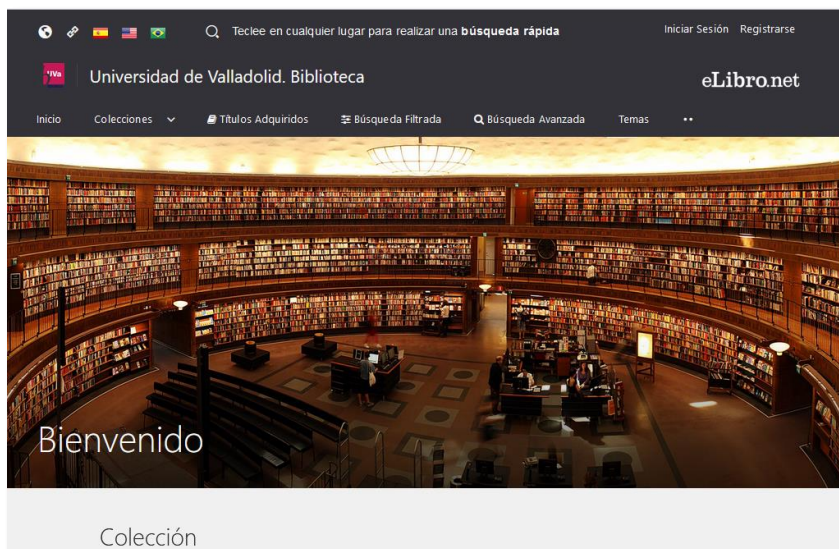 Teclee en cualquier lugar para realizar una búsqueda rápida
Iniciar Sesión Registrarse
UVa
Universidad de Valladolid. Biblioteca
eLibro.net
Inicio Colecciones Títulos Adquiridos Búsqueda Filtrada Búsqueda Avanzada Temas
Bienvenido
Colección